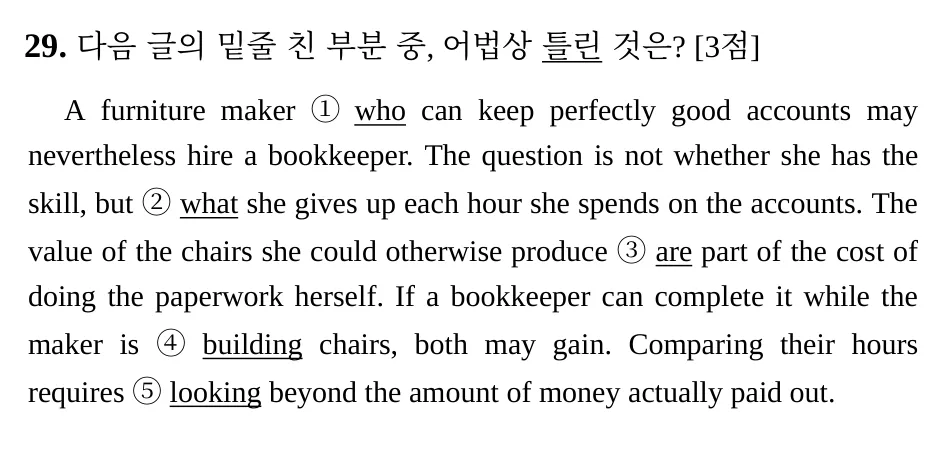 29. 다음 글의 밑줄 친 부분 중, 어법상 틀린 것은? [3점]
A furniture maker ① who can keep perfectly good accounts may
nevertheless hire a bookkeeper. The question is not whether she has the
skill, but ② what she gives up each hour she spends on the accounts. The
value of the chairs she could otherwise produce ③ are part of the cost of
doing the paperwork herself. If a bookkeeper can complete it while the
maker is ④ building chairs, both may gain. Comparing their hours
requires ⑤ looking beyond the amount of money actually paid out.